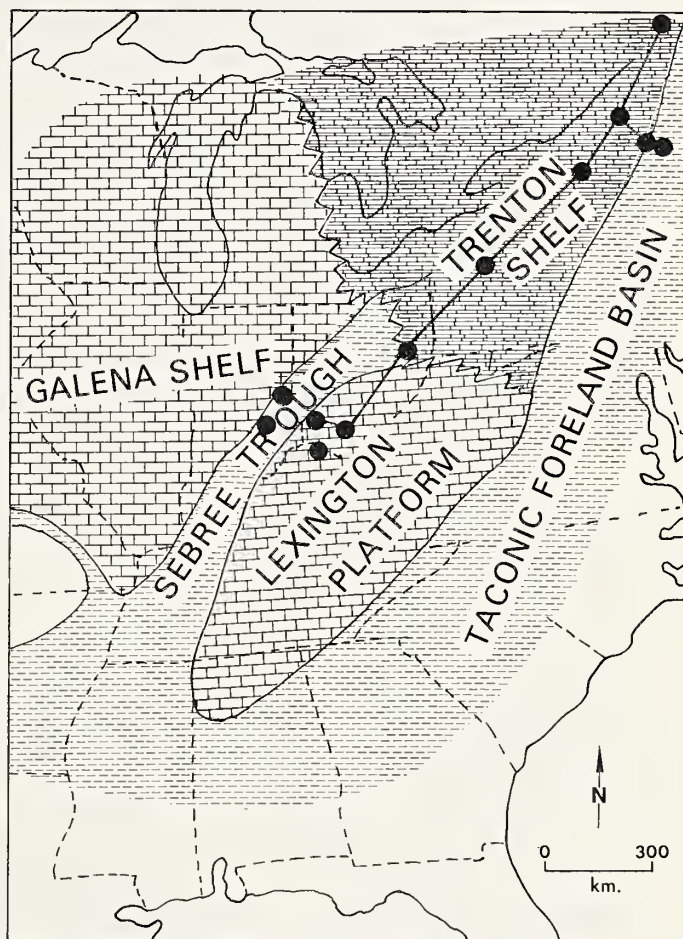 TRENTON
SHELF
GALENA SHELF
SEBREE TROUGH
LEXINGTON
PLATFORM
TACONIC FORELAND BASIN
N
0 300
km.